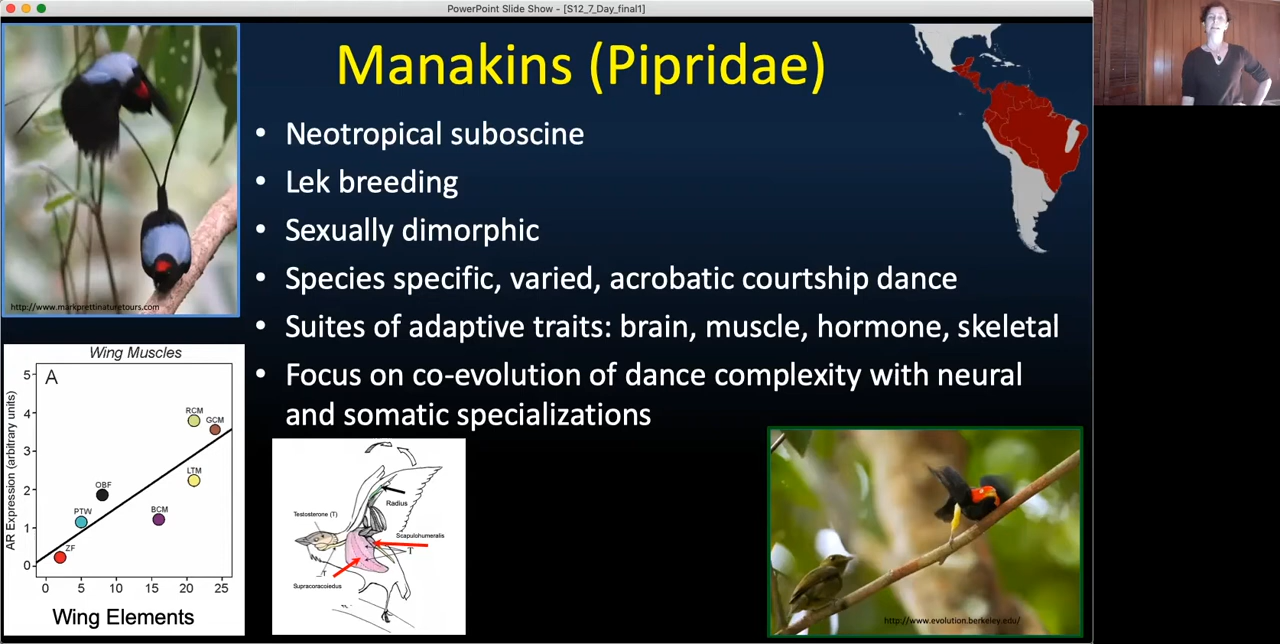 PowerPoint Slide Show - [S12_7_Day_final1]
Manakins (Pipridae)
• Neotropical suboscine
• Lek breeding
• Sexually dimorphic
• Species specific, varied, acrobatic courtship dance
• Suites of adaptive traits: brain, muscle, hormone, skeletal
• Focus on co-evolution of dance complexity with neural
and somatic specializations
http://www.markprettinaturetours.com
Wing Muscles
A
AR Expression (arbitrary units)
5
4
3
2
1
0
RCM
GCM
LTM
OBF
PTW
BCM
ZF
0 5 10 15 20 25
Wing Elements
Radius
Testosterone (T)
Scapulohumeralis
T
T
Supracoracoiedus
http://www.evolution.berkeley.edu/